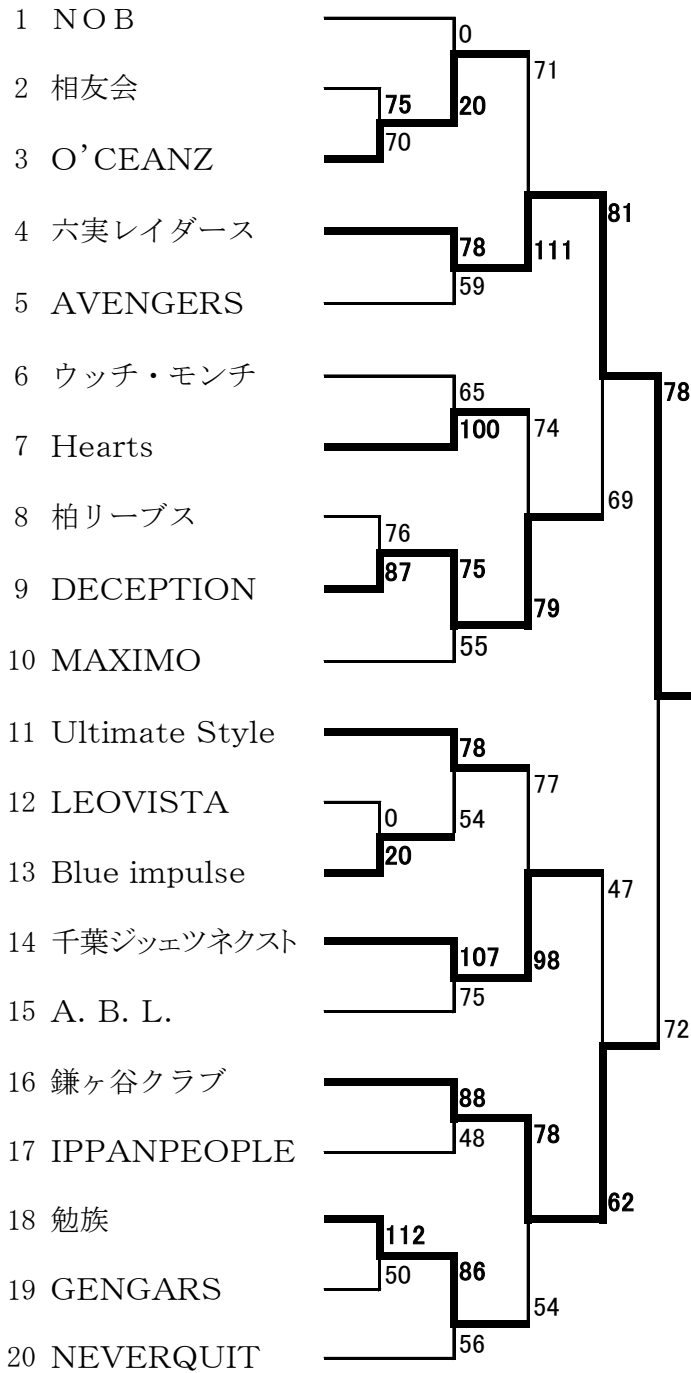 1 NOB
0
71
2 相友会
75
20
70
3 O'CEANZ
81
4 六実レイダース
78
111
59
5 AVENGERS
6 ウッチ・モンチ
65
78
100
74
7 Hearts
69
8 柏リーブス
76
87
75
9 DECEPTION
79
55
10 MAXIMO
11 Ultimate Style
78
77
12 LEOVISTA
0
54
20
13 Blue impulse
47
14 千葉ジッェツネクスト
107
98
75
15 A. B. L.
72
16 鎌ヶ谷クラブ
88
48
78
17 IPPANPEOPLE
62
18 勉族
112
50
86
19 GENGARS
54
56
20 NEVERQUIT